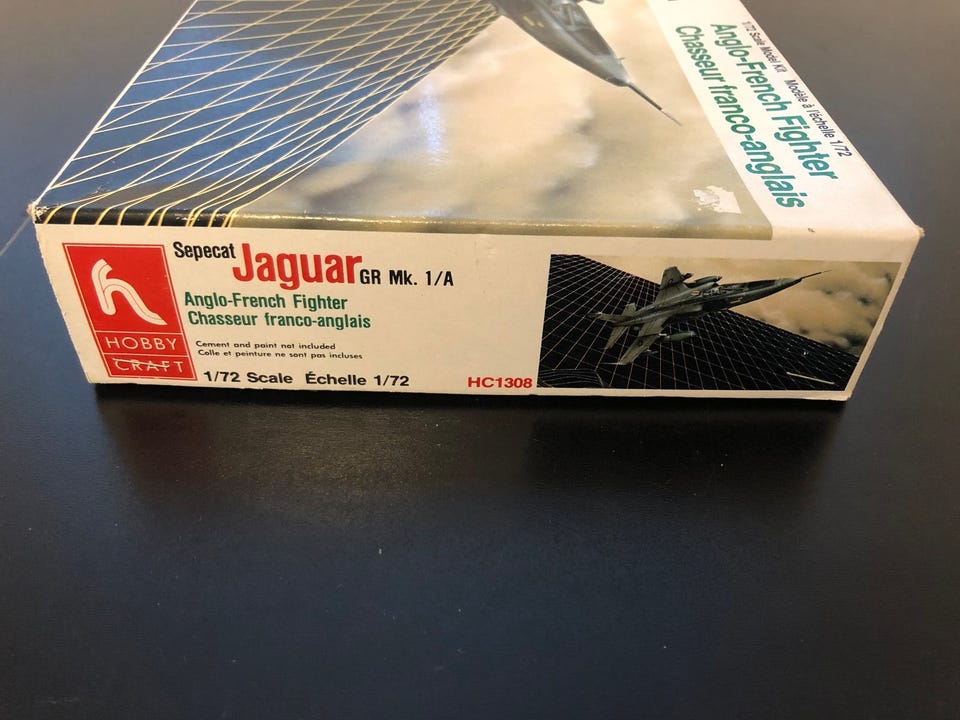 1/72 Scale Model Kit Modèle à l'échelle 1/72
Anglo-French Fighter
Chasseur franco-anglais
h
HOBBY
CRAFT
Sepecat Jaguar GR Mk. 1/A
Anglo-French Fighter
Chasseur franco-anglais
Cement and paint not included
Colle et peinture ne sont pas incluses
1/72 Scale Échelle 1/72
HC1308